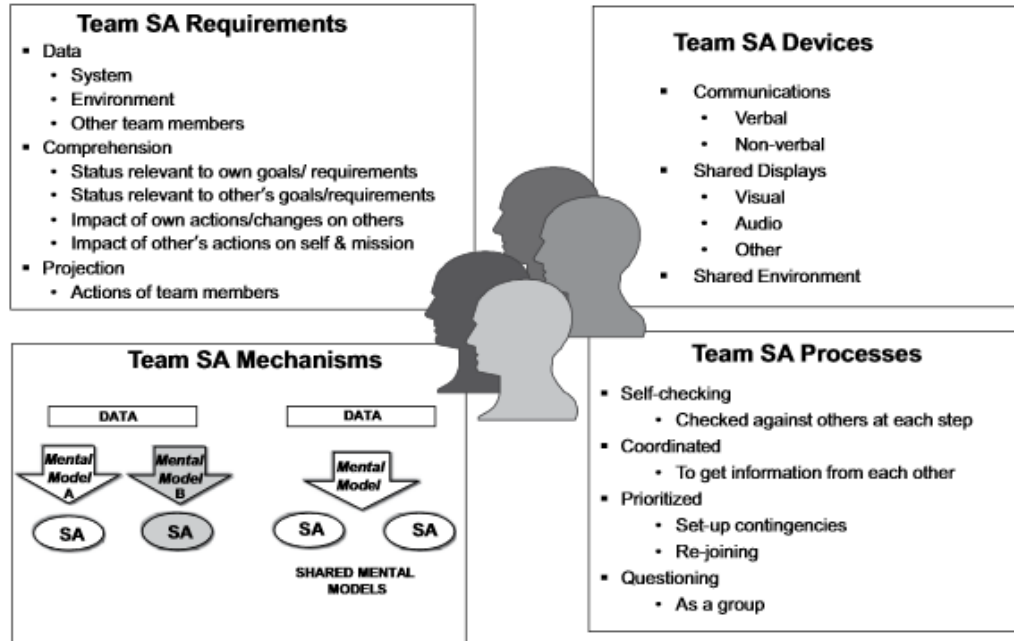 Team SA Requirements
▪ Data
• System
• Environment
• Other team members
▪ Comprehension
• Status relevant to own goals/ requirements
• Status relevant to other's goals/requirements
• Impact of own actions/changes on others
• Impact of other's actions on self & mission
▪ Projection
• Actions of team members
Team SA Devices
▪ Communications
• Verbal
• Non-verbal
▪ Shared Displays
• Visual
• Audio
• Other
▪ Shared Environment
Team SA Mechanisms
DATA
Mental
Model
A
SA
Mental
Model
B
SA
DATA
Mental
Model
SA
SA
SHARED MENTAL
MODELS
Team SA Processes
▪ Self-checking
• Checked against others at each step
▪ Coordinated
• To get information from each other
▪ Prioritized
• Set-up contingencies
• Re-joining
▪ Questioning
• As a group